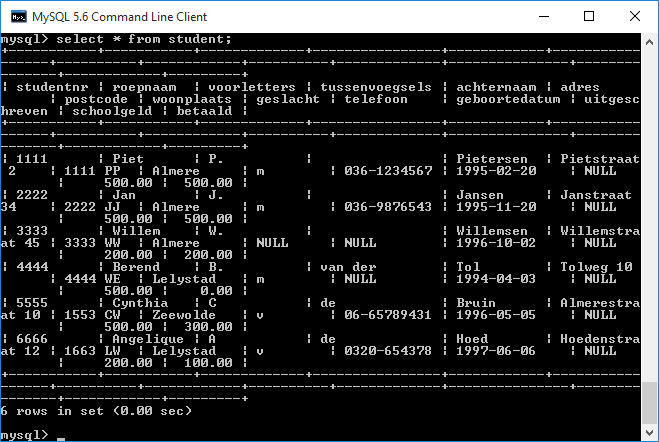 MySQL 5.6 Command Line Client
mysql> select * from student;
+-----------+----------+-------------+---------------+------------+------------
--------+----------+------------+----------+-------------+---------------+-------
-------+------------+---------+
| studentnr | roepnaam | voorletters | tussenvoegsels | achternaam | adres
        | postcode | woonplaats | geslacht | telefoon    | geboortedatum | uitgesc
hreven | schoolgeld | betaald |
+-----------+----------+-------------+---------------+------------+------------
--------+----------+------------+----------+-------------+---------------+-------
-------+------------+---------+
| 1111      | Piet     | P.          |                | Pietersen  | Pietstraat
 2      | 1111 PP  | Almere     | m        | 036-1234567 | 1995-02-20    | NULL
       |     500.00 |  500.00 |
| 2222      | Jan      | J.          |                | Jansen     | Janstraat
34      | 2222 JJ  | Almere     | m        | 036-9876543 | 1995-11-20    | NULL
       |     500.00 |  500.00 |
| 3333      | Willem   | W.          |                | Willemsen  | Willemstra
at 45   | 3333 WW  | Almere     | NULL     | NULL        | 1996-10-02    | NULL
       |     200.00 |  200.00 |
| 4444      | Berend   | B.          | van der        | Tol        | Tolweg 10
        | 4444 WE  | Lelystad   | m        | NULL        | 1994-04-03    | NULL
       |     500.00 |    0.00 |
| 5555      | Cynthia  | C           | de             | Bruin      | Almerestra
at 10   | 1553 CW  | Zeewolde   | v        | 06-65789431 | 1996-05-05    | NULL
       |     500.00 |  300.00 |
| 6666      | Angelique | A           | de             | Hoed       | Hoedenstra
at 12   | 1663 LW  | Lelystad   | v        | 0320-654378 | 1997-06-06    | NULL
       |     200.00 |  100.00 |
+-----------+----------+-------------+---------------+------------+------------
--------+----------+------------+----------+-------------+---------------+-------
-------+------------+---------+
6 rows in set (0.00 sec)
mysql> _